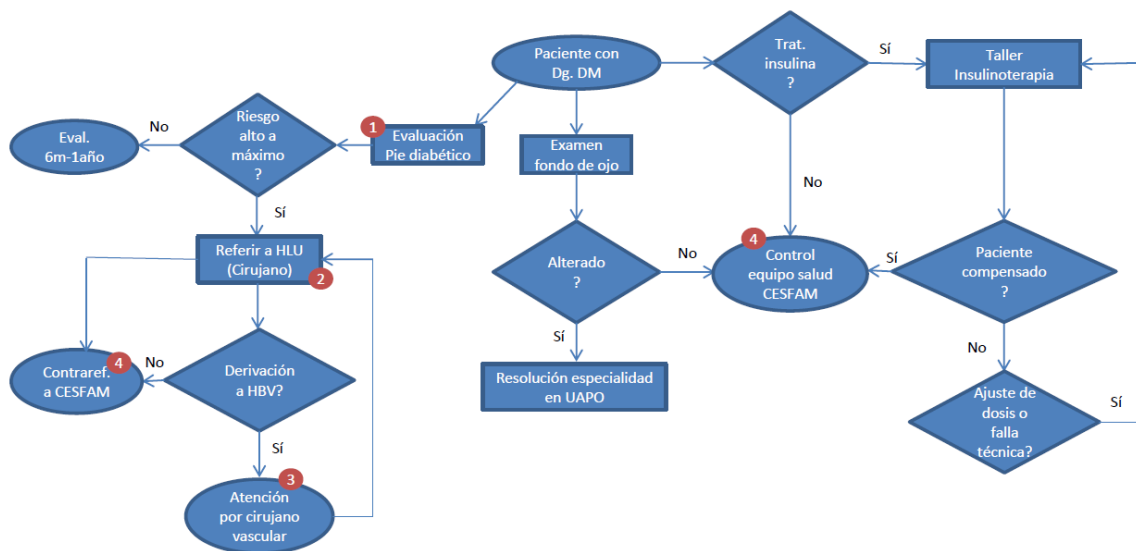 Paciente con
Dg. DM
Trat.
insulina
?
Sí
Taller
Insulinoterapia
1
Evaluación
Pie diabético
Riesgo
alto a
máximo
?
No
Eval.
6m-1año
Examen
fondo de ojo
No
Sí
Referir a HLU
(Cirujano)
2
Alterado
?
No
4
Control
equipo salud
CESFAM
Sí
Paciente
compensado
?
Sí
Resolución especialidad
en UAPO
No
4
Contraref.
a CESFAM
No
Derivación
a HBV?
Sí
3
Atención
por cirujano
vascular
Ajuste de
dosis o
falla
técnica?
Sí